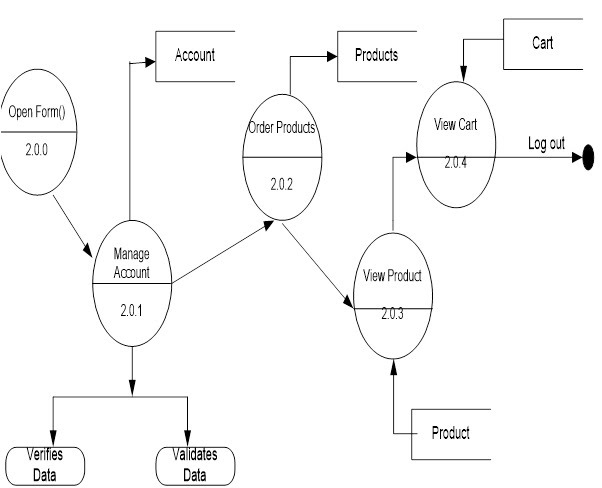 Account
Products
Cart
Open Form()
2.0.0
Order Products
2.0.2
View Cart
2.0.4
Log out
Manage
Account
2.0.1
View Product
2.0.3
Product
Verifies
Data
Validates
Data